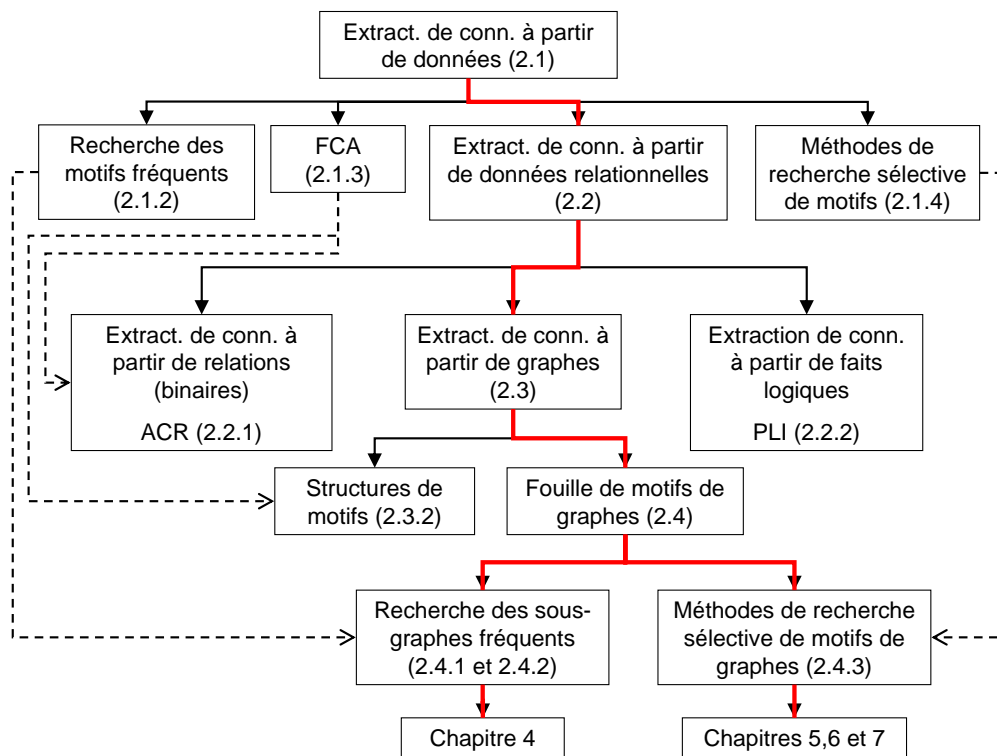 Extract. de conn. à partir
de données (2.1)
Recherche des
motifs fréquents
(2.1.2)
FCA
(2.1.3)
Extract. de conn. à partir
de données relationnelles
(2.2)
Méthodes de
recherche sélective
de motifs (2.1.4)
Extract. de conn. à
partir de relations
(binaires)
ACR (2.2.1)
Extract. de conn. à
partir de graphes
(2.3)
Extraction de conn.
à partir de faits
logiques
PLI (2.2.2)
Structures de
motifs (2.3.2)
Fouille de motifs de
graphes (2.4)
Recherche des sous-
graphes fréquents
(2.4.1 et 2.4.2)
Méthodes de recherche
sélective de motifs de
graphes (2.4.3)
Chapitre 4
Chapitres 5,6 et 7